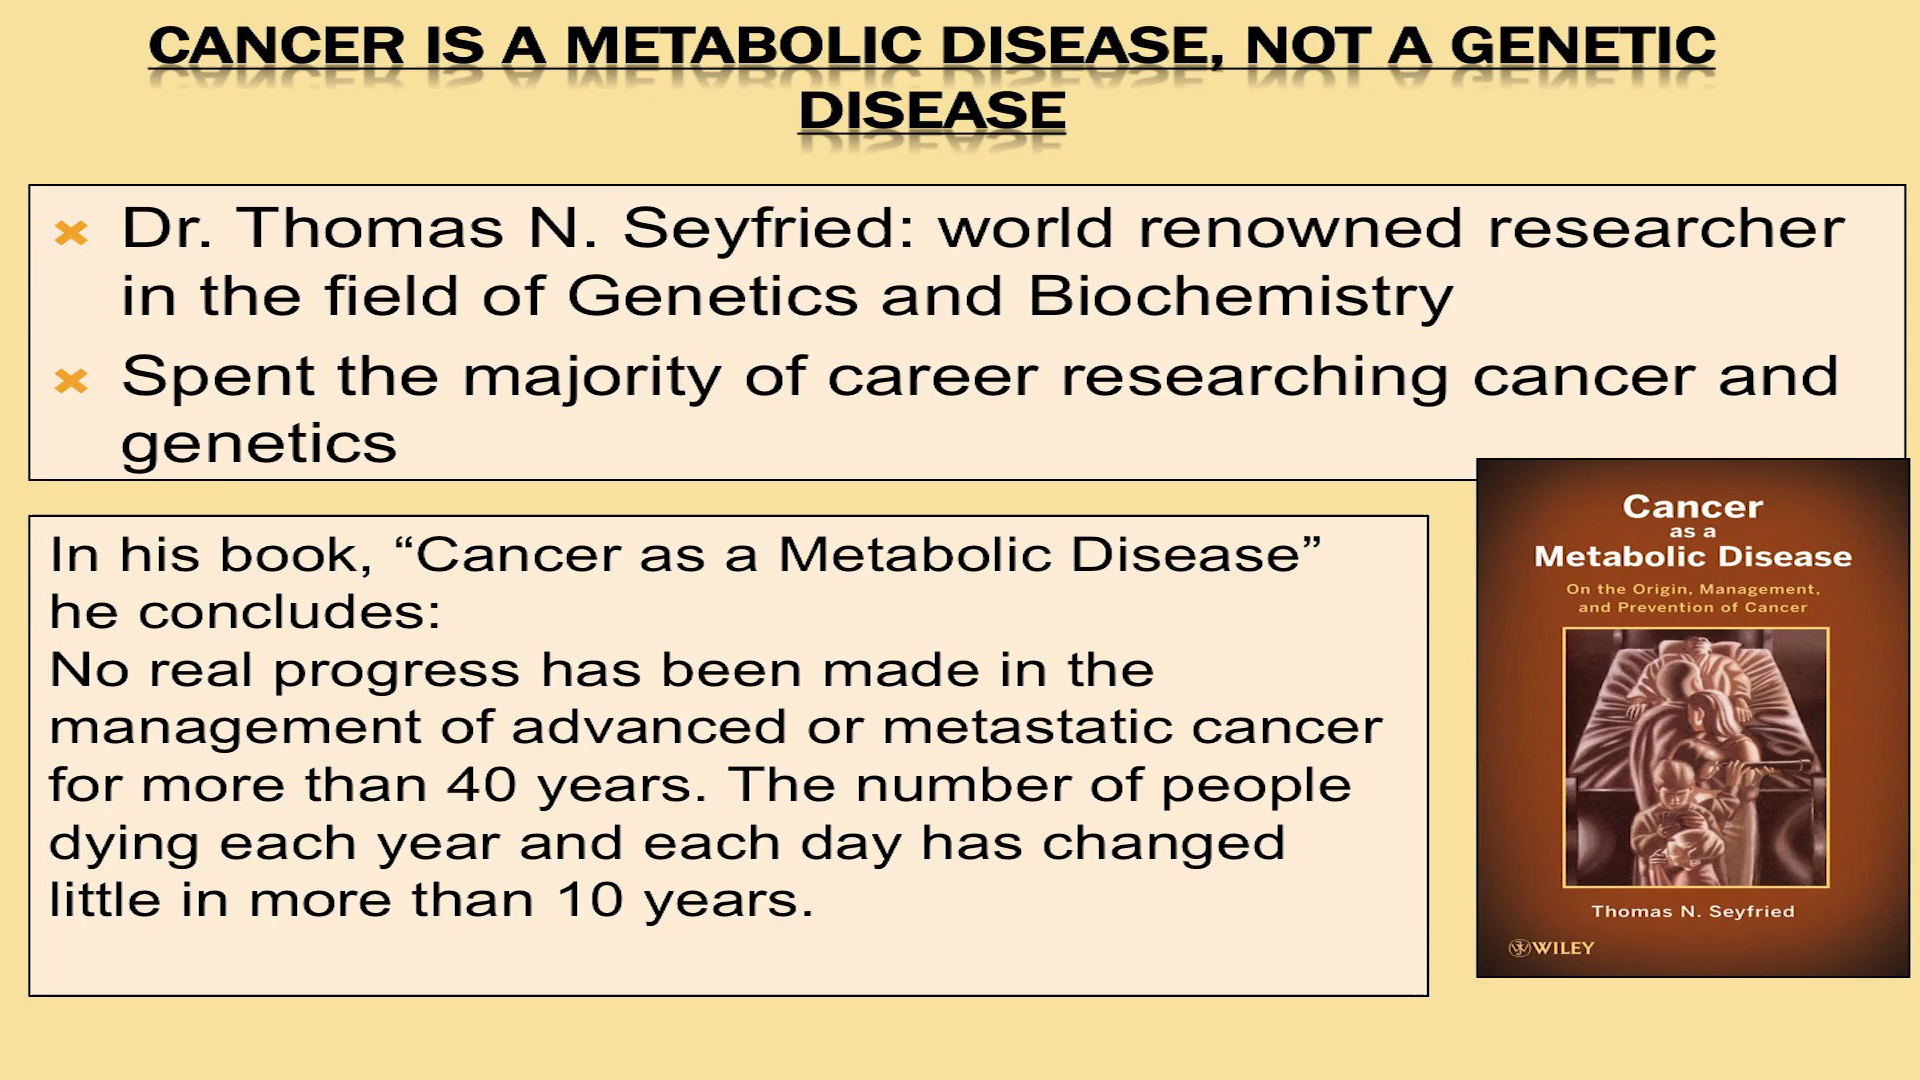 CANCER IS A METABOLIC DISEASE, NOT A GENETIC
DISEASE
Dr. Thomas N. Seyfried: world renowned researcher
in the field of Genetics and Biochemistry
Spent the majority of career researching cancer and
genetics
In his book, “Cancer as a Metabolic Disease”
he concludes:
No real progress has been made in the
management of advanced or metastatic cancer
for more than 40 years. The number of people
dying each year and each day has changed
little in more than 10 years.
Cancer
as a
Metabolic Disease
On the Origin, Management,
and Prevention of Cancer
Thomas N. Seyfried
WILEY